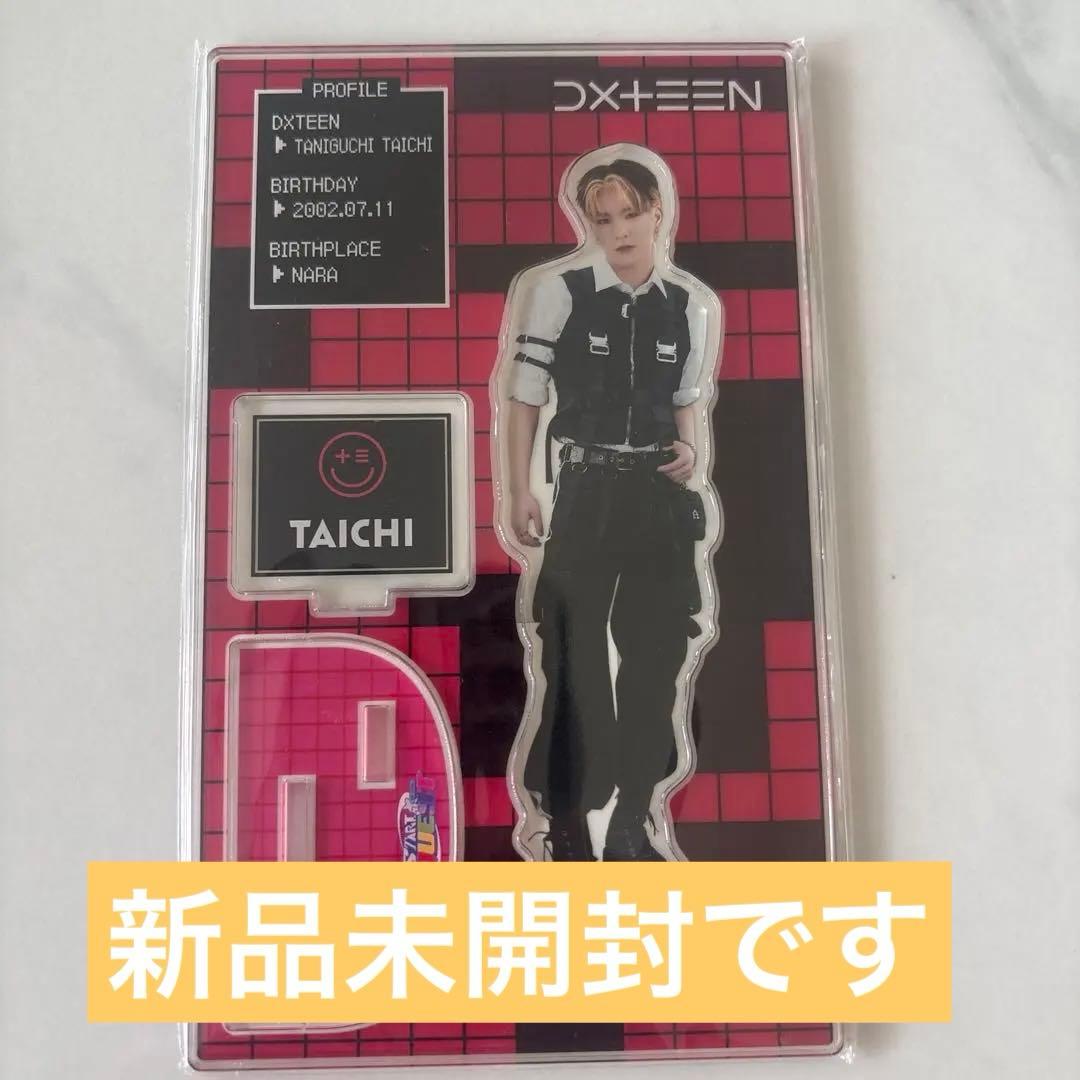 PROFILE
DXTEEN
TANIGUCHI TAICHI
BIRTHDAY
2002.07.11
BIRTHPLACE
NARA
DXTEEN
TAICHI
START
新品未開封です